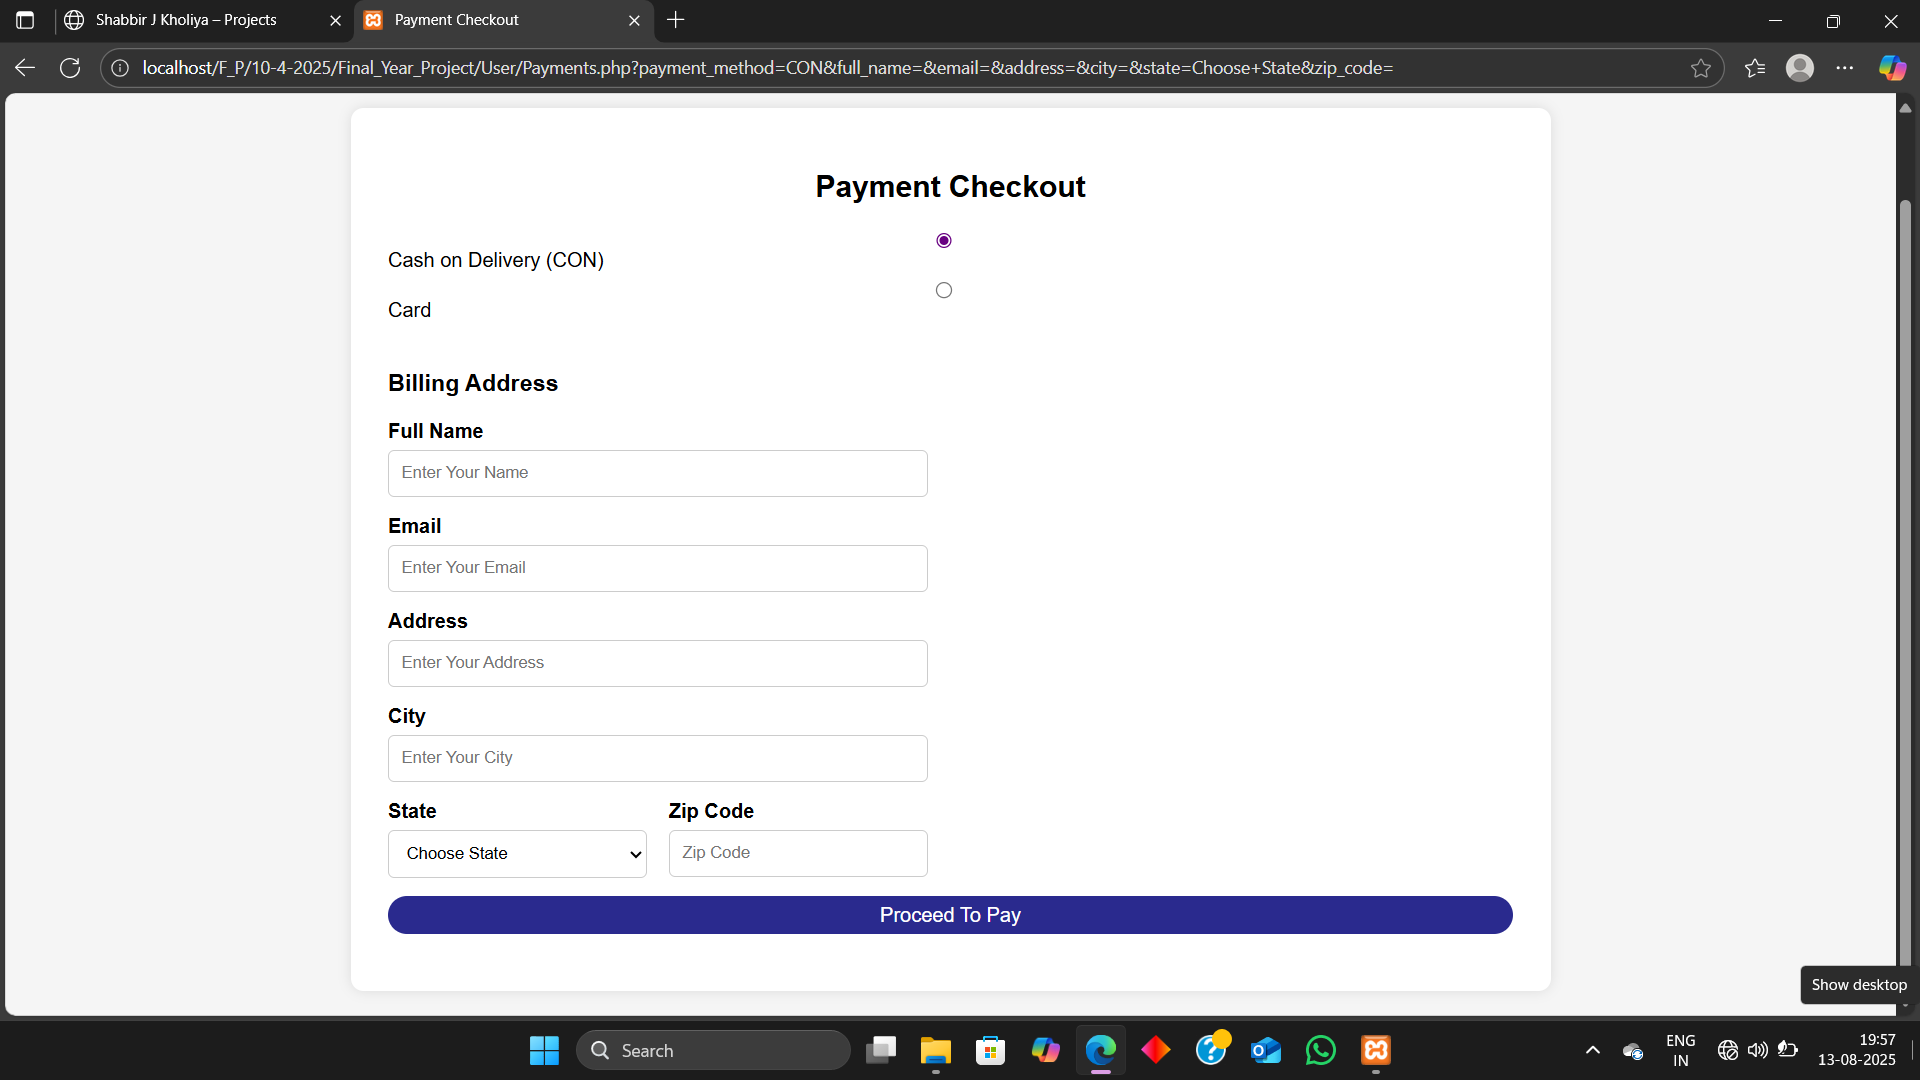 Shabbir J Kholiya – Projects
Payment Checkout
localhost/F_P/10-4-2025/Final_Year_Project/User/Payments.php?payment_method=CON&full_name=&email=&address=&city=&state=Choose+State&zip_code=
Payment Checkout
Cash on Delivery (CON)
Card
Billing Address
Full Name
Enter Your Name
Email
Enter Your Email
Address
Enter Your Address
City
Enter Your City
State Zip Code
Choose State Zip Code
Proceed To Pay
Show desktop
Search
ENG
IN
19:57
13-08-2025